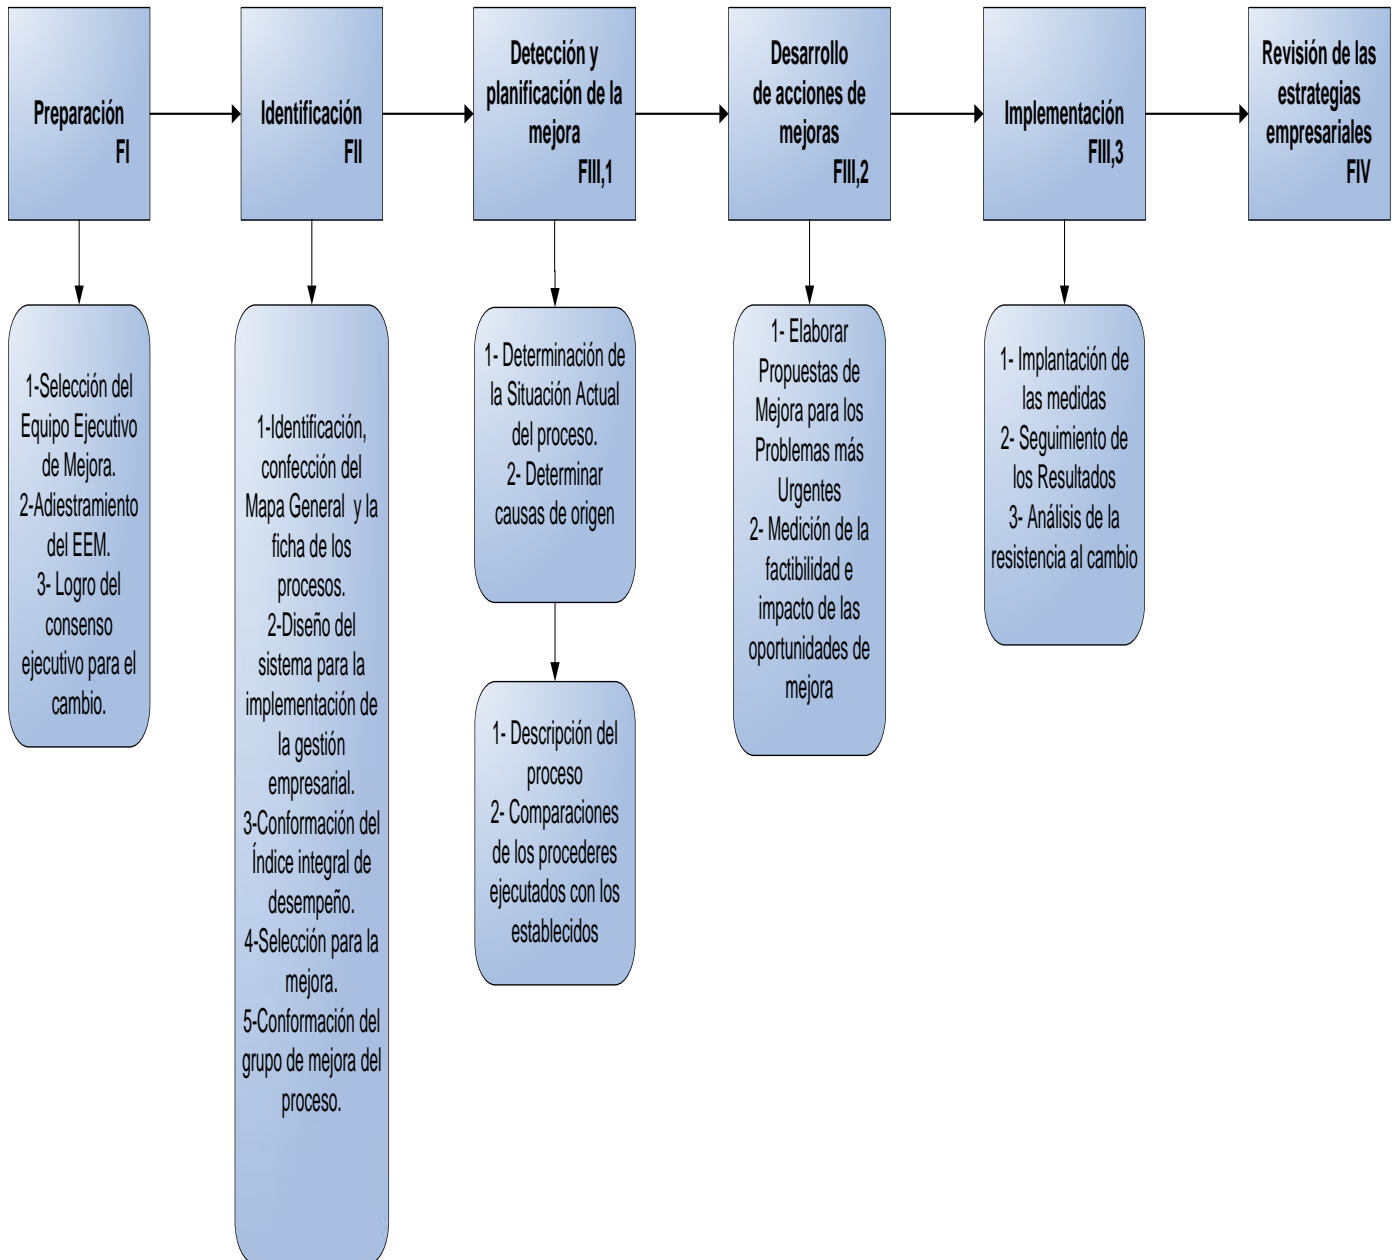 Preparación
FI
Identificación
FII
Detección y
planificación de la
mejora
FIII,1
Desarrollo
de acciones de
mejoras
FIII,2
Implementación
FIII,3
Revisión de las
estrategias
empresariales
FIV
1-Selección del
Equipo Ejecutivo
de Mejora.
2-Adiestramiento
del EEM.
3- Logro del
consenso
ejecutivo para el
cambio.
1-Identificación,
confección del
Mapa General y la
ficha de los
procesos.
2-Diseño del
sistema para la
implementación de
la gestión
empresarial.
3-Conformación del
Índice integral de
desempeño.
4-Selección para la
mejora.
5-Conformación del
grupo de mejora del
proceso.
1- Determinación de
la Situación Actual
del proceso.
2- Determinar
causas de origen
1- Descripción del
proceso
2- Comparaciones
de los procederes
ejecutados con los
establecidos
1- Elaborar
Propuestas de
Mejora para los
Problemas más
Urgentes
2- Medición de la
factibilidad e
impacto de las
oportunidades de
mejora
1- Implantación de
las medidas
2- Seguimiento de
los Resultados
3- Análisis de la
resistencia al cambio